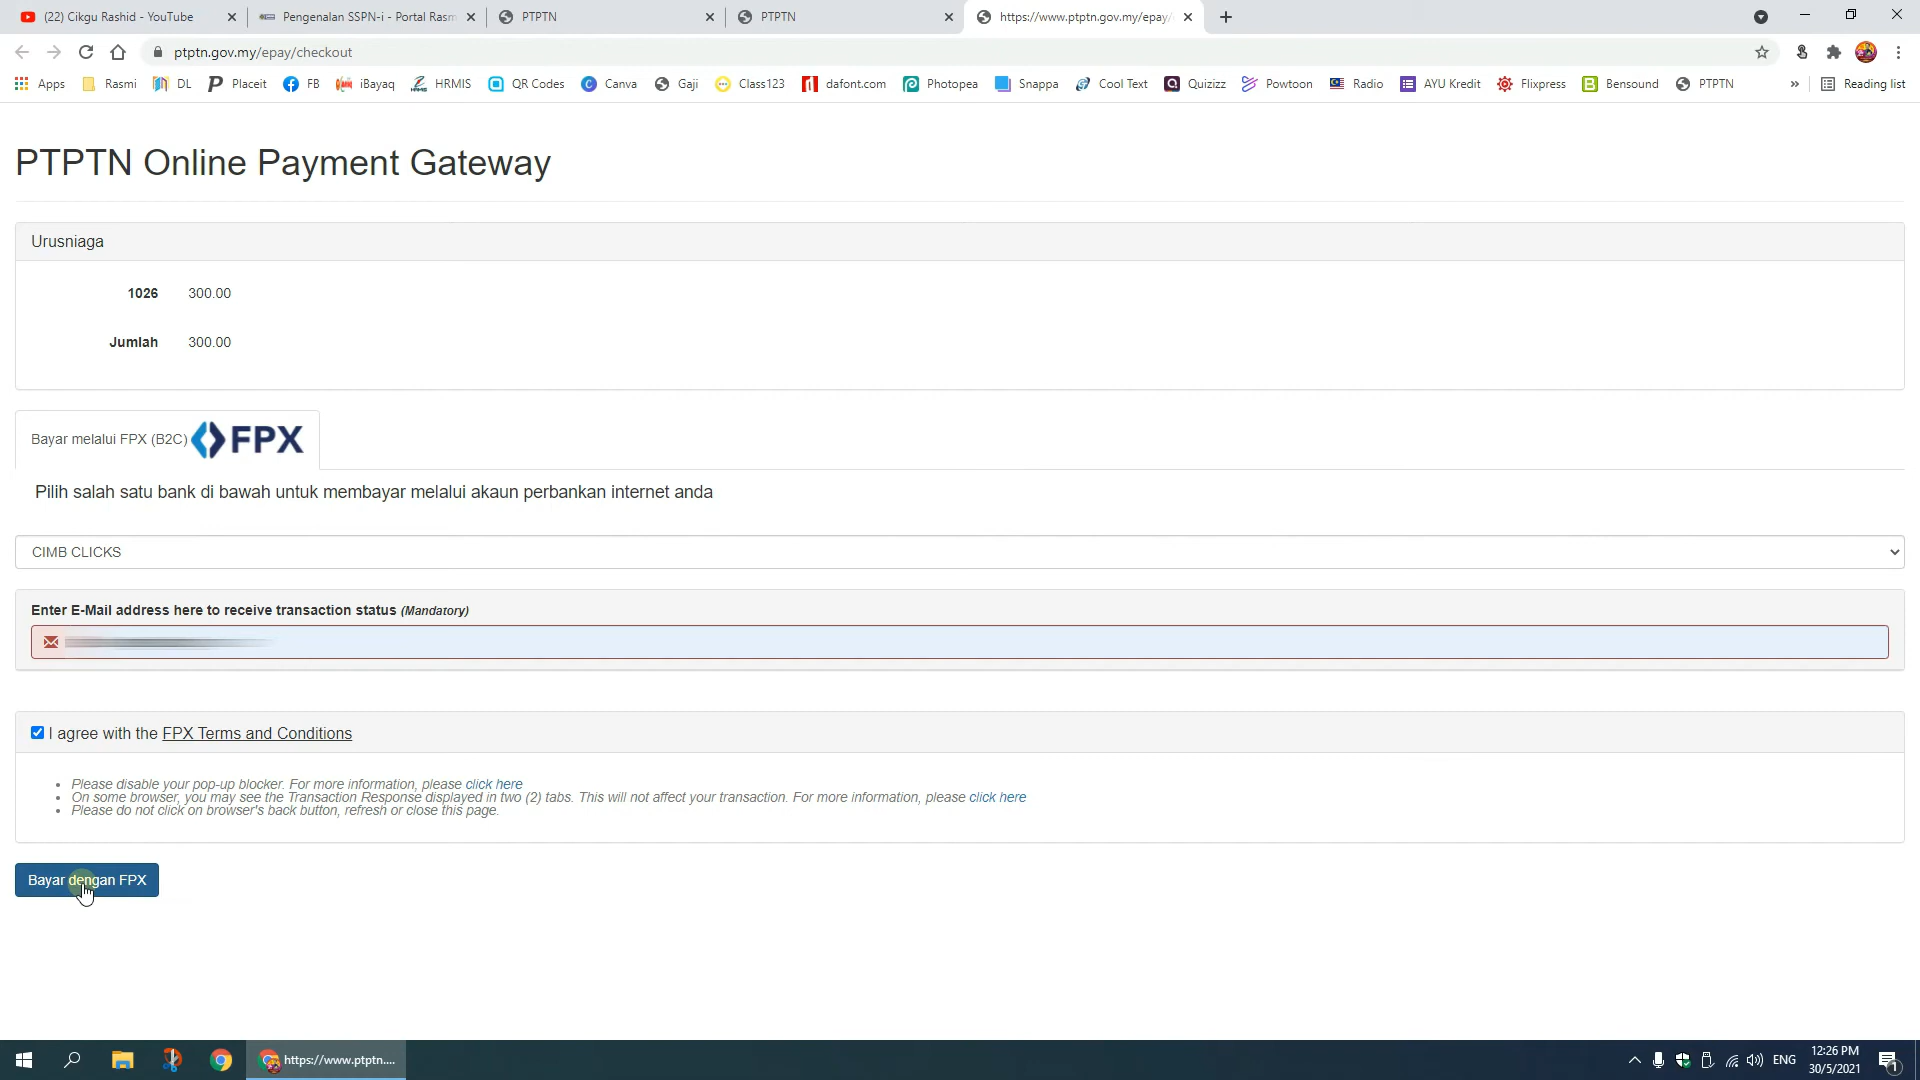 (22) Cikgu Rashid - YouTube
Pengenalan SSPN-i - Portal Rasm
PTPTN
PTPTN
https://www.ptptn.gov.my/epay/
ptptn.gov.my/epay/checkout
Apps
Rasmi
DL
Placeit
FB
iBayaq
HRMIS
QR Codes
Canva
Gaji
Class123
dafont.com
Photopea
Snappa
Cool Text
Quizizz
Powtoon
Radio
AYU Kredit
Flixpress
Bensound
PTPTN
»
Reading list
PTPTN Online Payment Gateway
Urusniaga
1026 300.00
Jumlah 300.00
Bayar melalui FPX (B2C) FPX
Pilih salah satu bank di bawah untuk membayar melalui akaun perbankan internet anda
CIMB CLICKS
Enter E-Mail address here to receive transaction status (Mandatory)
I agree with the FPX Terms and Conditions
• Please disable your pop-up blocker. For more information, please click here
• On some browser, you may see the Transaction Response displayed in two (2) tabs. This will not affect your transaction. For more information, please click here
• Please do not click on browser's back button, refresh or close this page.
Bayar dengan FPX
https://www.ptptn....
ENG
12:26 PM
30/5/2021
1